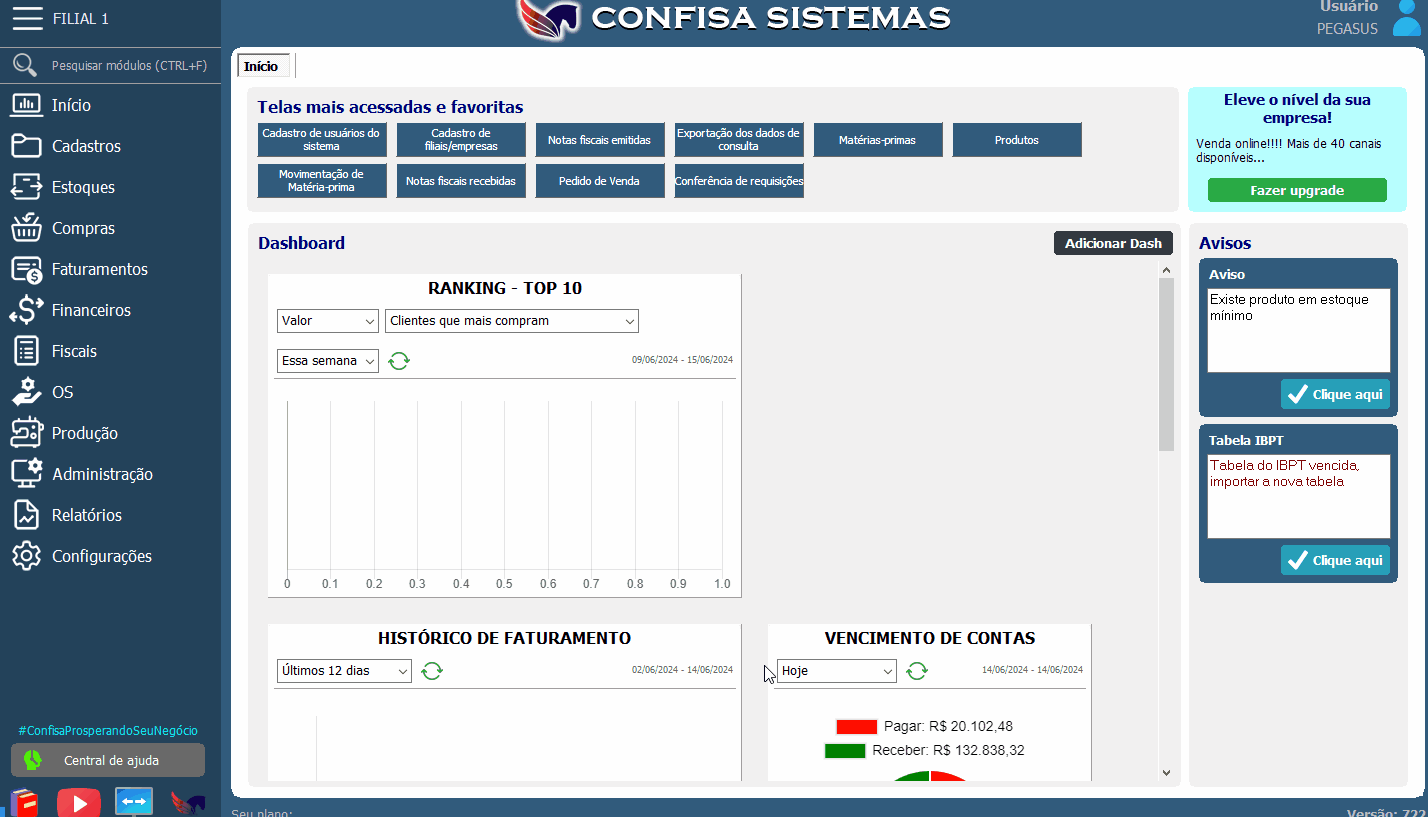 FILIAL 1
CONFISA SISTEMAS
Usuário
PEGASUS
Pesquisar módulos (CTRL+F)
Início
Cadastros
Estoques
Compras
Faturamentos
Financeiros
Fiscais
OS
Produção
Administração
Relatórios
Configurações
#ConfisaProsperandoSeuNegócio
Central de ajuda
Início
Telas mais acessadas e favoritas
Cadastro de usuários do
sistema
Cadastro de
filiais/empresas
Notas fiscais emitidas
Exportação dos dados de
consulta
Matérias-primas
Produtos
Movimentação de
Matéria-prima
Notas fiscais recebidas
Pedido de Venda
Conferência de requisições
Eleve o nível da sua
empresa!
Venda online!!!! Mais de 40 canais
disponíveis...
Fazer upgrade
Dashboard
Adicionar Dash
RANKING - TOP 10
Valor
Clientes que mais compram
Essa semana
09/06/2024 - 15/06/2024
0 0.1 0.2 0.3 0.4 0.5 0.6 0.7 0.8 0.9 1.0
HISTÓRICO DE FATURAMENTO
Últimos 12 dias
02/06/2024 - 14/06/2024
VENCIMENTO DE CONTAS
Hoje
14/06/2024 - 14/06/2024
Pagar: R$ 20.102,48
Receber: R$ 132.838,32
Avisos
Aviso
Existe produto em estoque
mínimo
Clique aqui
Tabela IBPT
Tabela do IBPT vencida,
importar a nova tabela
Clique aqui
Seu plano:
Versão: 722